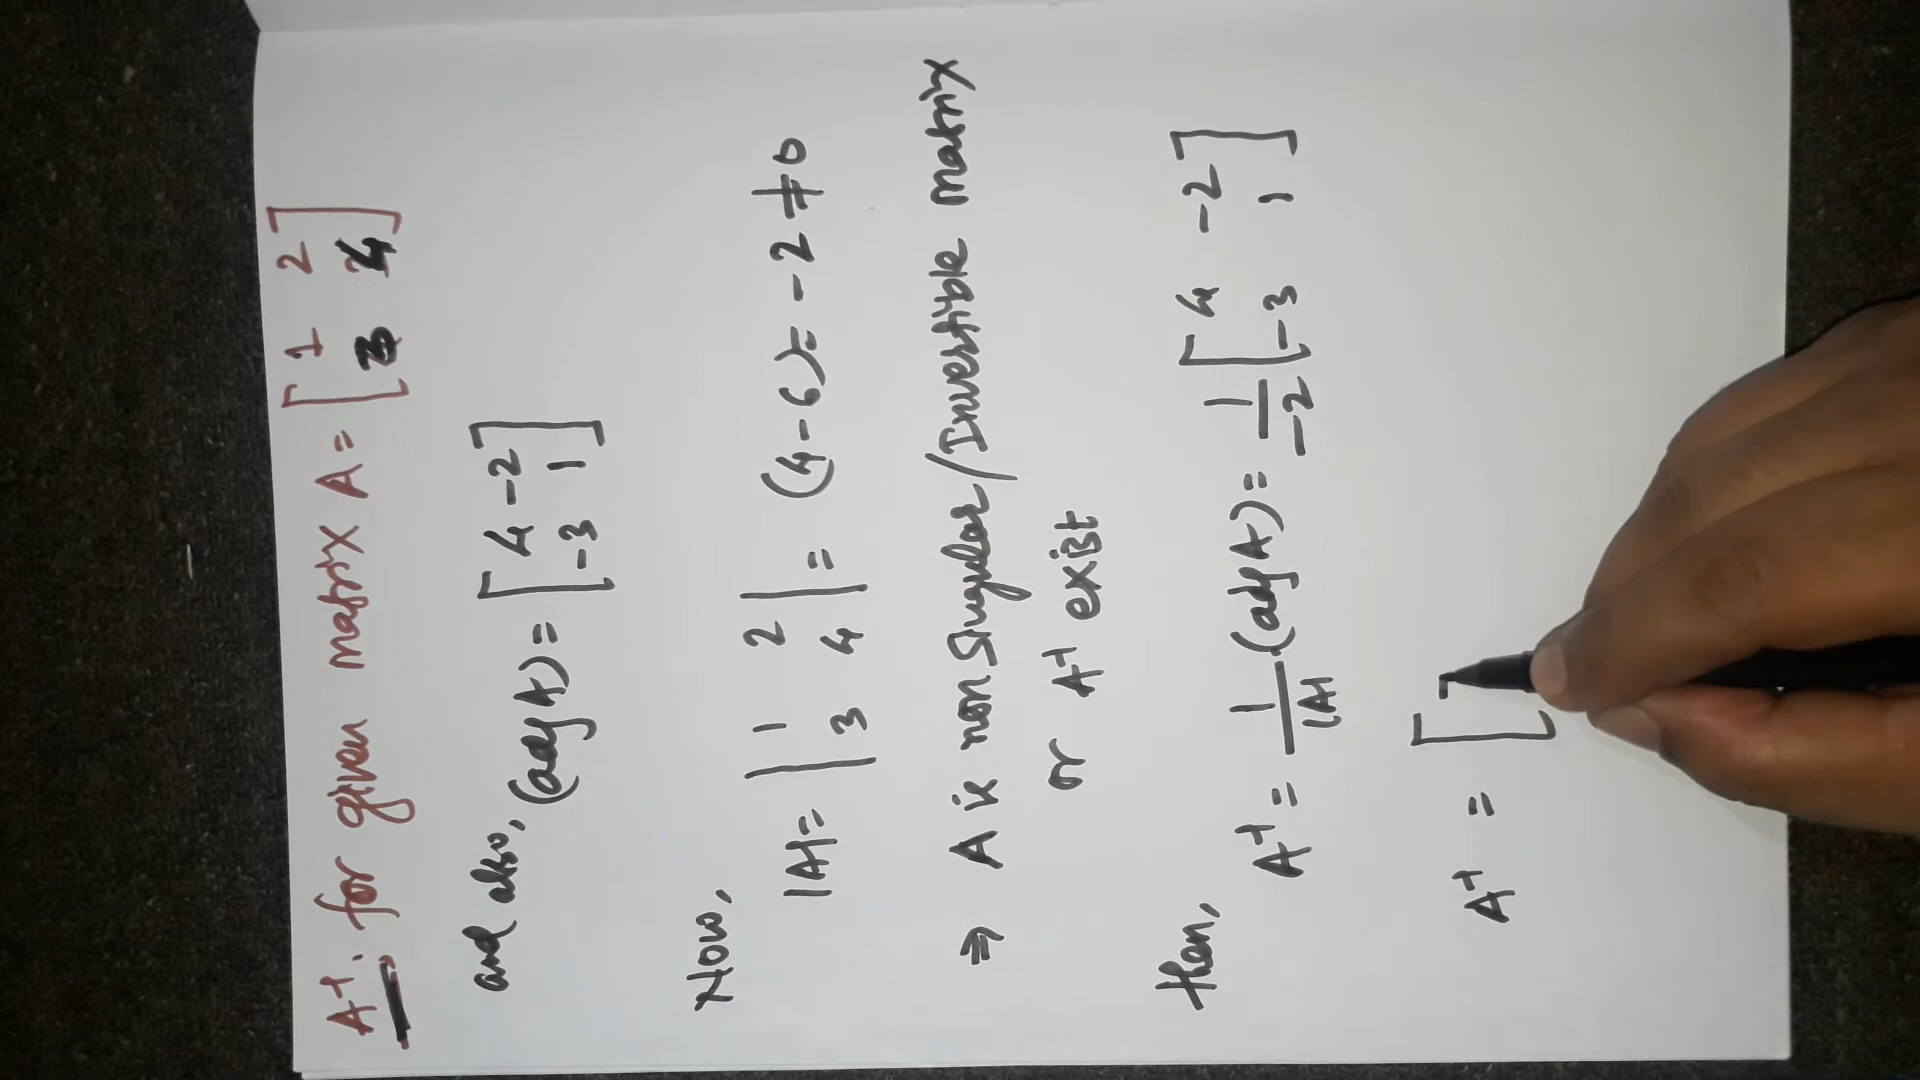 A⁻¹. for given matrix A = [1 2
3 4]
and also, (adj A) = [4 -2
-3 1]
Now,
|A| = |1 2
3 4| = (4-6) = -2 ≠ 0
⇒ A is non Singular/Invertible matrix
or A⁻¹ exist
then,
A⁻¹ = 1/|A| .(adj A) = 1/-2 [4 -2
-3 1]
A⁻¹ = [-